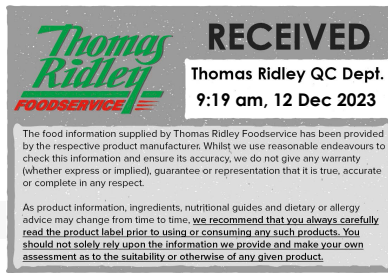 Thomas
Ridley
FOODSERVICE
RECEIVED
Thomas Ridley QC Dept.
9:19 am, 12 Dec 2023
The food information supplied by Thomas Ridley Foodservice has been provided
by the respective product manufacturer. Whilst we use reasonable endeavours to
check this information and ensure its accuracy, we do not give any warranty
(whether express or implied), guarantee or representation that it is true, accurate
or complete in any respect.
As product information, ingredients, nutritional guides and dietary or allergy
advice may change from time to time, we recommend that you always carefully
read the product label prior to using or consuming any such products. You
should not solely rely upon the information we provide and make your own
assessment as to the suitability or otherwise of any given product.